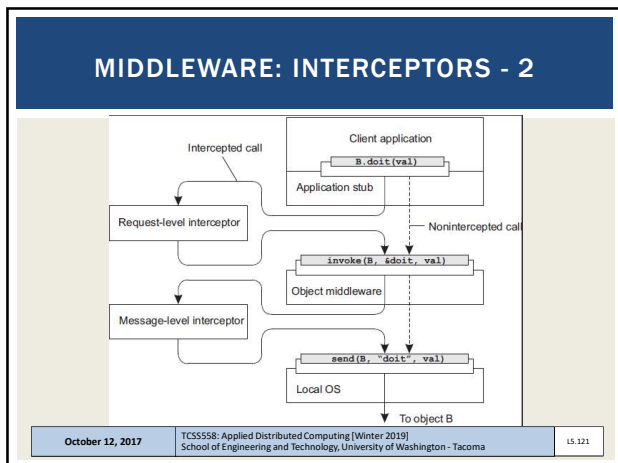 MIDDLEWARE: INTERCEPTORS - 2
Client application
Intercepted call
B.doit(val)
Application stub
Request-level interceptor
Nonintercepted call
invoke(B, &doit, val)
Object middleware
Message-level interceptor
send(B, "doit", val)
Local OS
To object B
October 12, 2017
TCSS558: Applied Distributed Computing [Winter 2019]
School of Engineering and Technology, University of Washington - Tacoma
L5.121